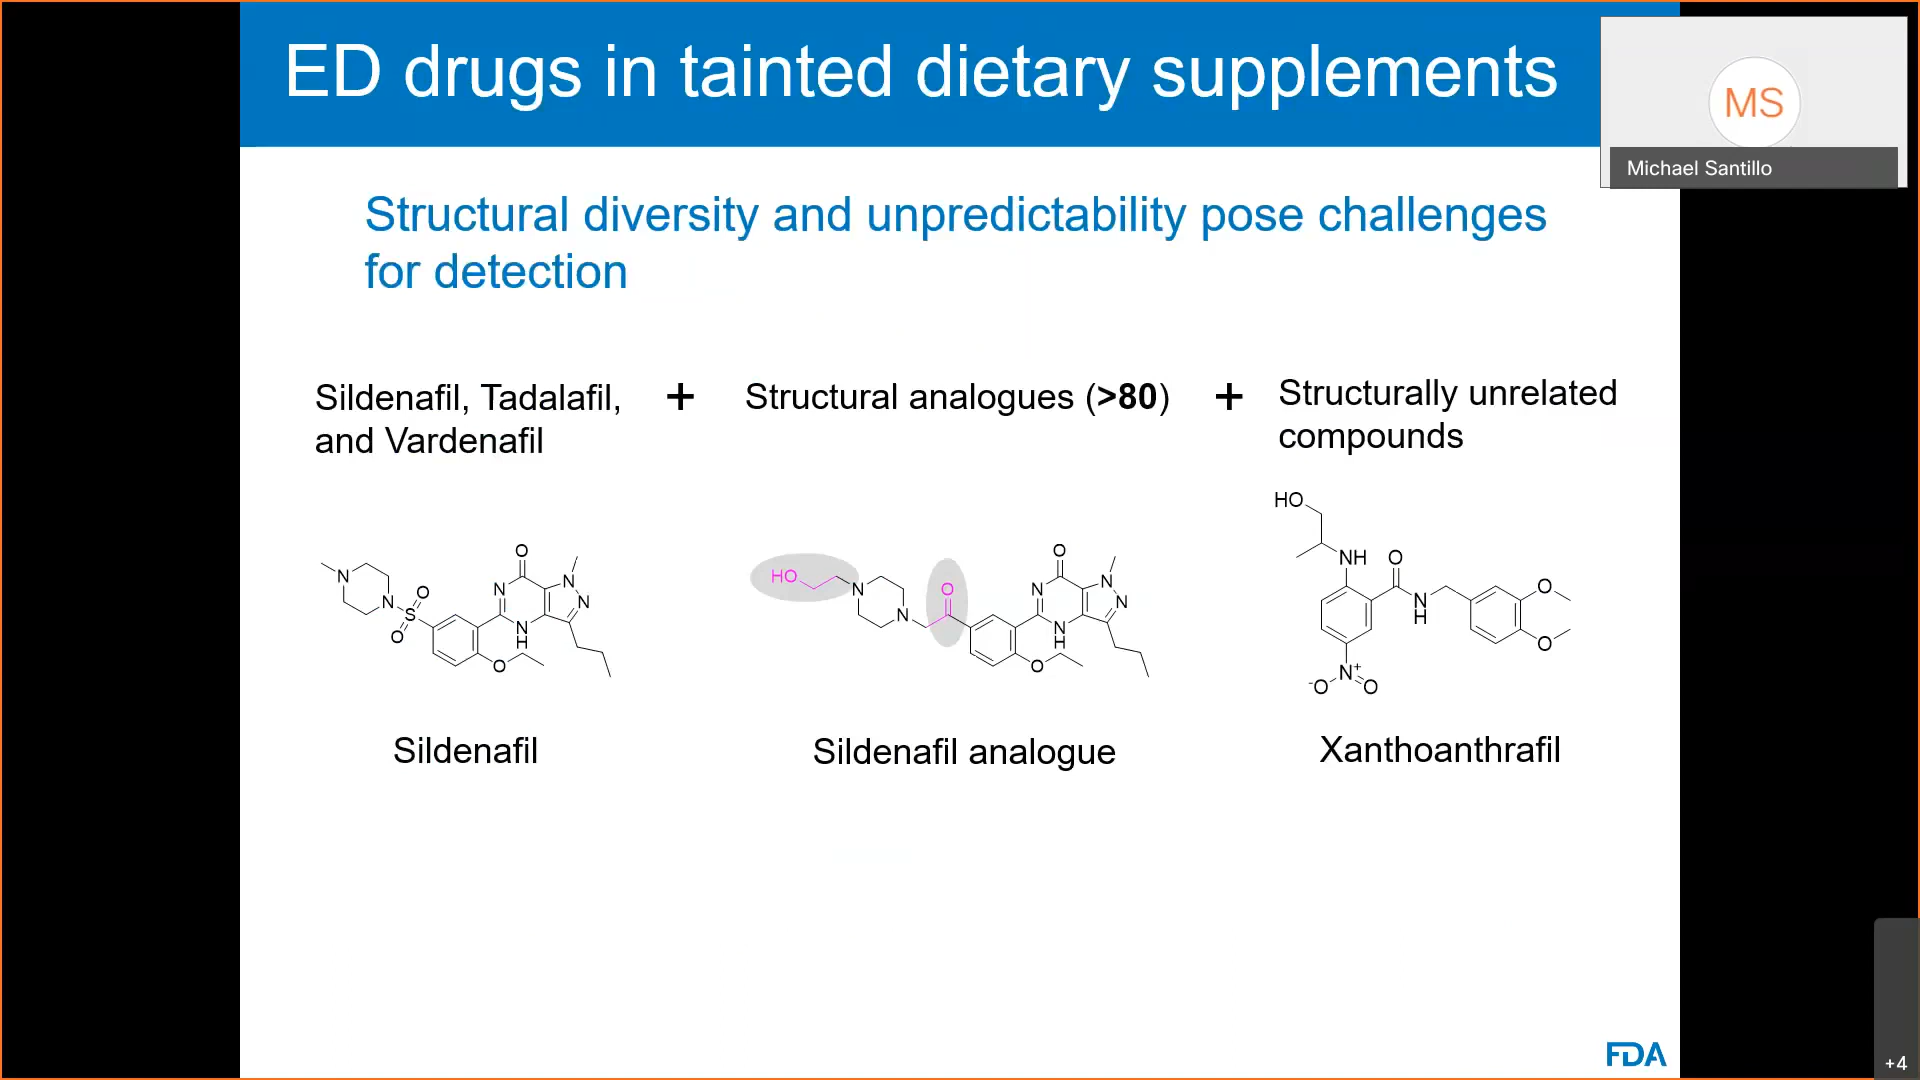 ED drugs in tainted dietary supplements
MS
Michael Santillo
Structural diversity and unpredictability pose challenges
for detection
Sildenafil, Tadalafil,
and Vardenafil
+
Structural analogues (>80)
+
Structurally unrelated
compounds
O
N
N
N
N
N
H
N
S
O
O
O
Sildenafil
HO
N
N
O
O
N
N
N
N
H
O
Sildenafil analogue
HO
NH
O
N
H
O
O
N+
-O
O
Xanthoanthrafil
FDA
+4